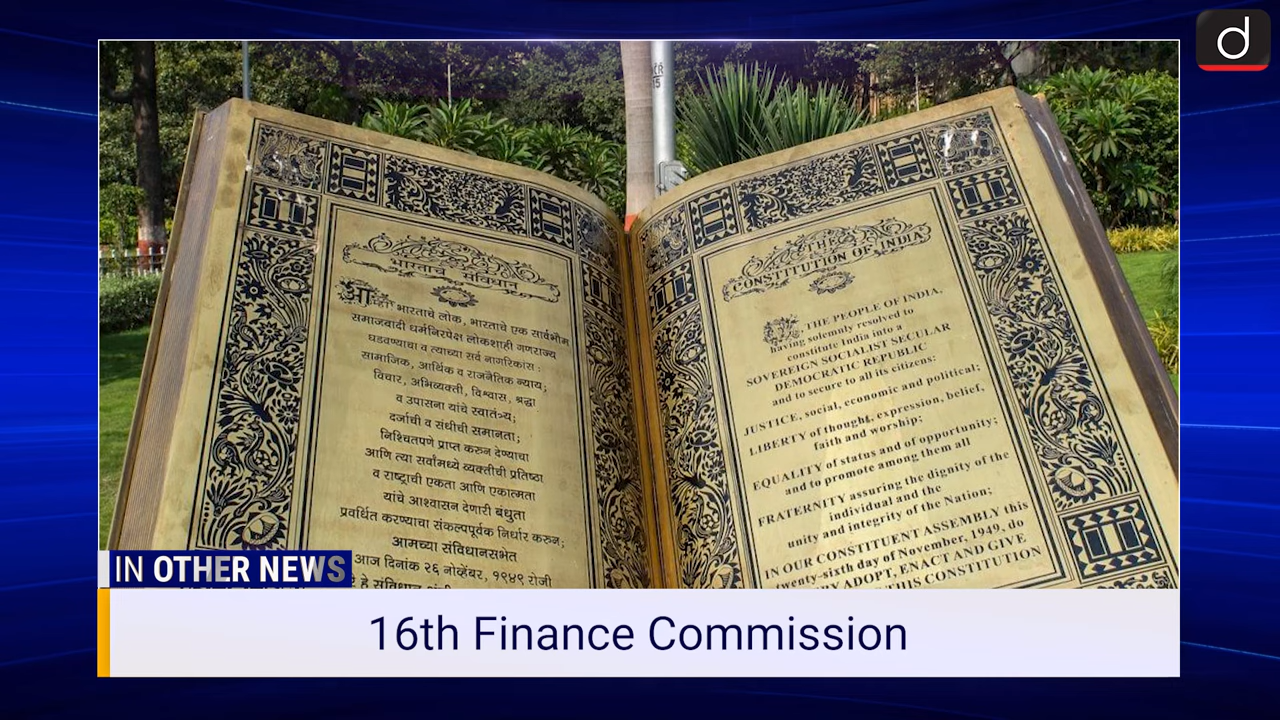 d
CR
15
भारताचे संविधान
आम्ही भारताचे लोक, भारताचे एक सार्वभौम
समाजवादी धर्मनिरपेक्ष लोकशाही गणराज्य
घडवण्याचा व त्याच्या सर्व नागरिकांस :
सामाजिक, आर्थिक व राजनैतिक न्याय;
विचार, अभिव्यक्ती, विश्वास, श्रद्धा
व उपासना यांचे स्वातंत्र्य;
दर्जाची व संधीची समानता;
निश्चितपणे प्राप्त करुन देण्याचा
आणि त्या सर्वांमध्ये व्यक्तीची प्रतिष्ठा
व राष्ट्राची एकता आणि एकात्मता
यांचे आश्वासन देणारी बंधुता
प्रवर्धित करण्याचा संकल्पपूर्वक निर्धार करुन;
आमच्या संविधानसभेत
आज दिनांक २६ नोव्हेंबर, १९४९ रोजी
हे संविधान
THE
CONSTITUTION OF INDIA
WE, THE PEOPLE OF INDIA,
having solemnly resolved to
constitute India into a
SOVEREIGN SOCIALIST SECULAR
DEMOCRATIC REPUBLIC
and to secure to all its citizens:
JUSTICE, social, economic and political;
LIBERTY of thought, expression, belief,
faith and worship;
EQUALITY of status and of opportunity;
and to promote among them all
FRATERNITY assuring the dignity of the
individual and the
unity and integrity of the Nation;
IN OUR CONSTITUENT ASSEMBLY this
twenty-sixth day of November, 1949, do
ADOPT, ENACT AND GIVE
THIS CONSTITUTION
IN OTHER NEWS
16th Finance Commission